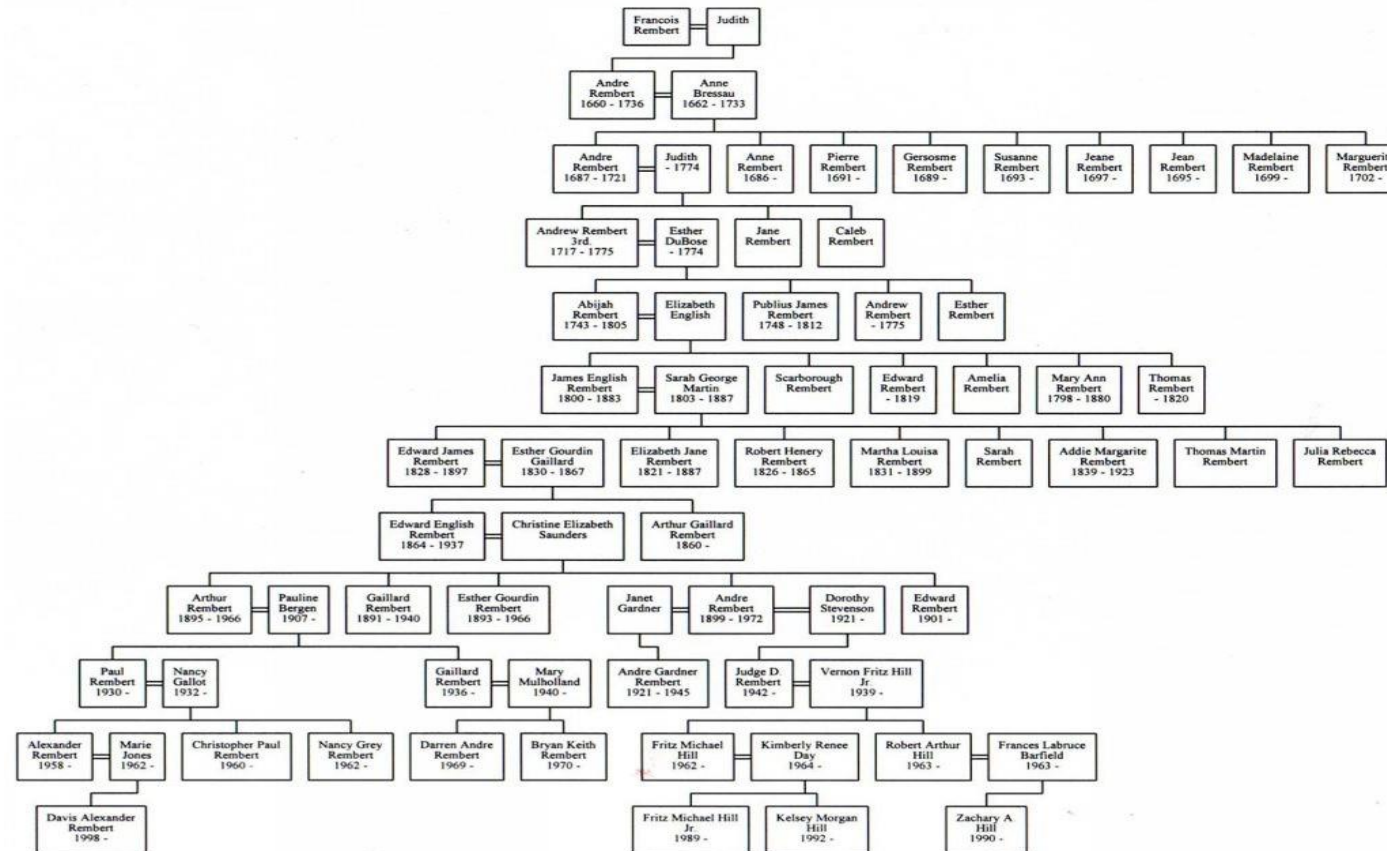 Francois
Rembert
Judith
Andre
Rembert
1660 - 1736
Anne
Bressau
1662 - 1733
Andre
Rembert
1687 - 1721
Judith
- 1774
Anne
Rembert
1686 -
Pierre
Rembert
1691 -
Gersosme
Rembert
1689 -
Susanne
Rembert
1693 -
Jeane
Rembert
1697 -
Jean
Rembert
1695 -
Madelaine
Rembert
1699 -
Marguerit
Rembert
1702 -
Andrew Rembert
3rd.
1717 - 1775
Esther
DuBose
- 1774
Jane
Rembert
Caleb
Rembert
Abijah
Rembert
1743 - 1805
Elizabeth
English
Publius James
Rembert
1748 - 1812
Andrew
Rembert
- 1775
Esther
Rembert
James English
Rembert
1800 - 1883
Sarah George
Martin
1803 - 1887
Scarborough
Rembert
Edward
Rembert
- 1819
Amelia
Rembert
Mary Ann
Rembert
1798 - 1880
Thomas
Rembert
- 1820
Edward James
Rembert
1828 - 1897
Esther Gourdin
Gaillard
1830 - 1867
Elizabeth Jane
Rembert
1821 - 1887
Robert Henery
Rembert
1826 - 1865
Martha Louisa
Rembert
1831 - 1899
Sarah
Rembert
Addie Margarite
Rembert
1839 - 1923
Thomas Martin
Rembert
Julia Rebecca
Rembert
Edward English
Rembert
1864 - 1937
Christine Elizabeth
Saunders
Arthur Gaillard
Rembert
1860 -
Arthur
Rembert
1895 - 1966
Pauline
Bergen
1907 -
Gaillard
Rembert
1891 - 1940
Esther Gourdin
Rembert
1893 - 1966
Janet
Gardner
Andre
Rembert
1899 - 1972
Dorothy
Stevenson
1921 -
Edward
Rembert
1901 -
Paul
Rembert
1930 -
Nancy
Gallot
1932 -
Gaillard
Rembert
1936 -
Mary
Mulholland
1940 -
Andre Gardner
Rembert
1921 - 1945
Judge D.
Rembert
1942 -
Vernon Fritz Hill
Jr.
1939 -
Alexander
Rembert
1958 -
Marie
Jones
1962 -
Christopher Paul
Rembert
1960 -
Nancy Grey
Rembert
1962 -
Darren Andre
Rembert
1969 -
Bryan Keith
Rembert
1970 -
Fritz Michael
Hill
1962 -
Kimberly Renee
Day
1964 -
Robert Arthur
Hill
1963 -
Frances Labruce
Barfield
1963 -
Davis Alexander
Rembert
1998 -
Fritz Michael Hill
Jr.
1989 -
Kelsey Morgan
Hill
1992 -
Zachary A
Hill
1990 -